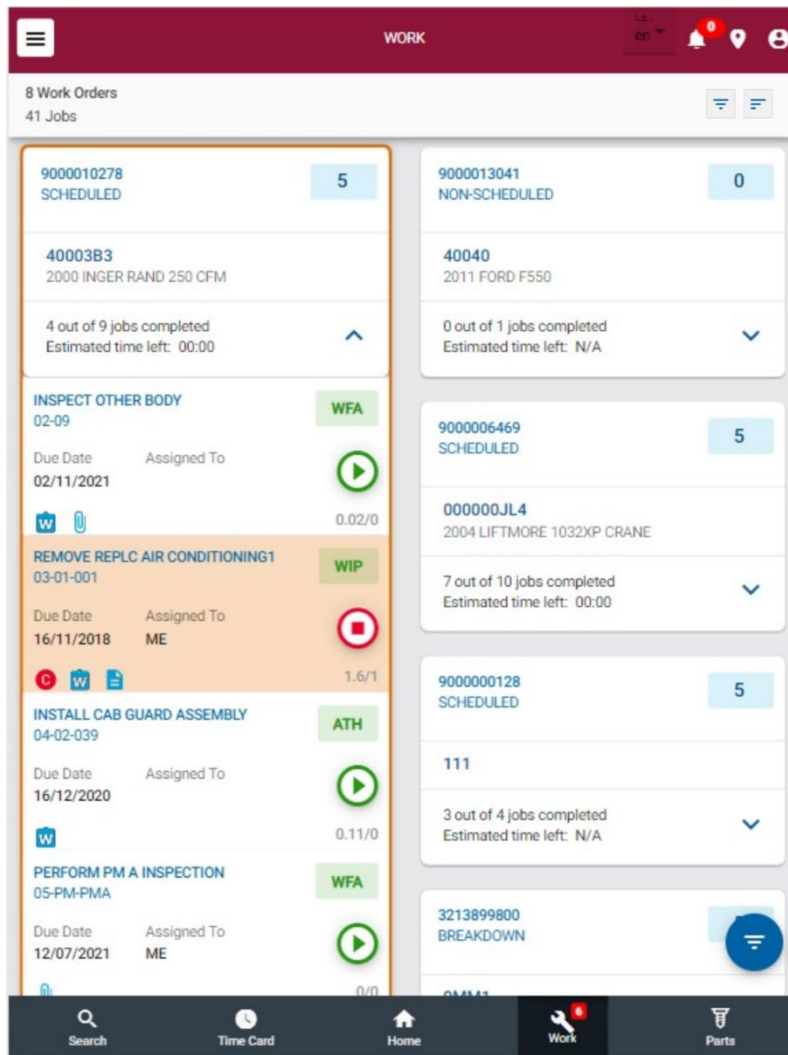 WORK
en
0
8 Work Orders
41 Jobs
9000010278
SCHEDULED
5
40003B3
2000 INGER RAND 250 CFM
4 out of 9 jobs completed
Estimated time left: 00:00
INSPECT OTHER BODY
02-09
WFA
Due Date Assigned To
02/11/2021
W
0.02/0
REMOVE REPLC AIR CONDITIONING1
03-01-001
WIP
Due Date Assigned To
16/11/2018 ME
C W
1.6/1
INSTALL CAB GUARD ASSEMBLY
04-02-039
ATH
Due Date Assigned To
16/12/2020
W
0.11/0
PERFORM PM A INSPECTION
05-PM-PMA
WFA
Due Date Assigned To
12/07/2021 ME
0/0
9000013041
NON-SCHEDULED
0
40040
2011 FORD F550
0 out of 1 jobs completed
Estimated time left: N/A
9000006469
SCHEDULED
5
000000JL4
2004 LIFTMORE 1032XP CRANE
7 out of 10 jobs completed
Estimated time left: 00:00
9000000128
SCHEDULED
5
111
3 out of 4 jobs completed
Estimated time left: N/A
3213899800
BREAKDOWN
Search
Time Card
Home
6
Work
Parts